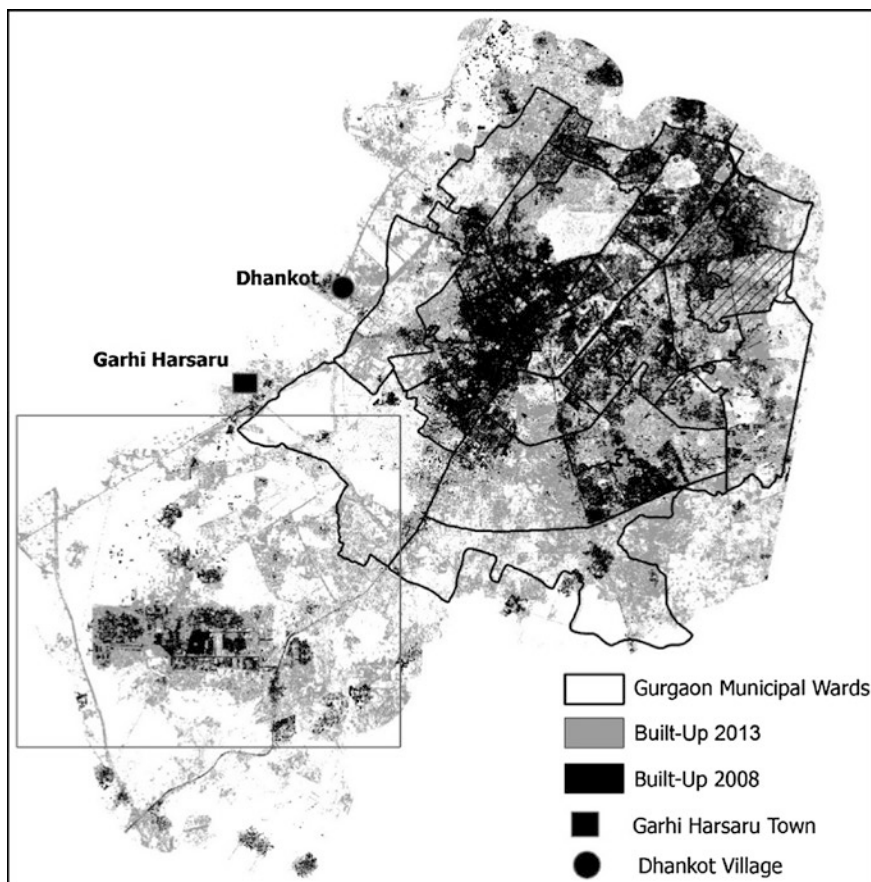 Dhankot
Garhi Harsaru
Gurgaon Municipal Wards
Built-Up 2013
Built-Up 2008
Garhi Harsaru Town
Dhankot Village